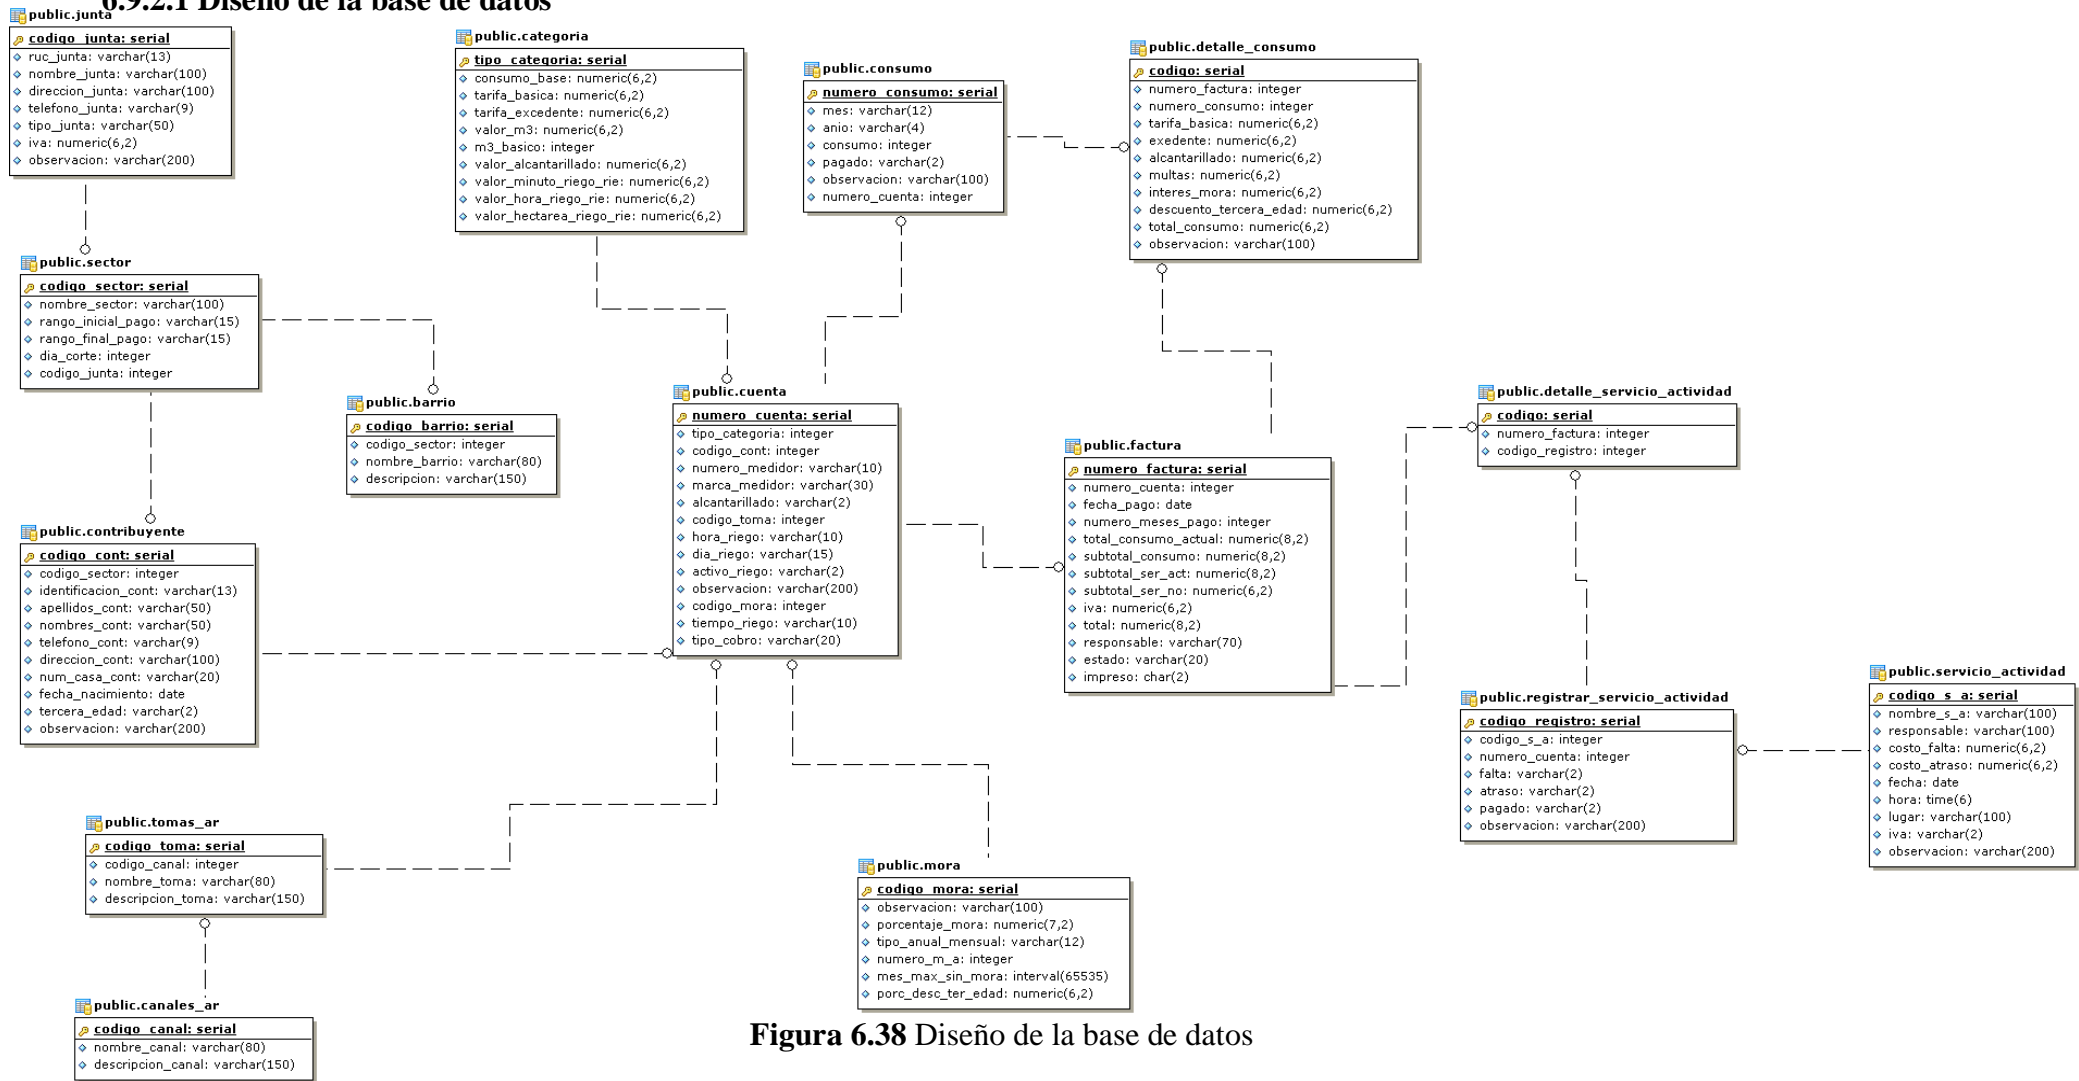 6.9.2.1 Diseño de la base de datos
public.junta
codigo_junta: serial
ruc_junta: varchar(13)
nombre_junta: varchar(100)
direccion_junta: varchar(100)
telefono_junta: varchar(9)
tipo_junta: varchar(50)
iva: numeric(6,2)
observacion: varchar(200)
public.categoria
tipo_categoria: serial
consumo_base: numeric(6,2)
tarifa_basica: numeric(6,2)
tarifa_excedente: numeric(6,2)
valor_m3: numeric(6,2)
m3_basico: integer
valor_alcantarillado: numeric(6,2)
valor_minuto_riego_rie: numeric(6,2)
valor_hora_riego_rie: numeric(6,2)
valor_hectarea_riego_rie: numeric(6,2)
public.consumo
numero_consumo: serial
mes: varchar(12)
anio: varchar(4)
consumo: integer
pagado: varchar(2)
observacion: varchar(100)
numero_cuenta: integer
public.detalle_consumo
codigo: serial
numero_factura: integer
numero_consumo: integer
tarifa_basica: numeric(6,2)
exedente: numeric(6,2)
alcantarillado: numeric(6,2)
multas: numeric(6,2)
interes_mora: numeric(6,2)
descuento_tercera_edad: numeric(6,2)
total_consumo: numeric(6,2)
observacion: varchar(100)
public.sector
codigo_sector: serial
nombre_sector: varchar(100)
rango_inicial_pago: varchar(15)
rango_final_pago: varchar(15)
dia_corte: integer
codigo_junta: integer
public.barrio
codigo_barrio: serial
codigo_sector: integer
nombre_barrio: varchar(80)
descripcion: varchar(150)
public.cuenta
numero_cuenta: serial
tipo_categoria: integer
codigo_cont: integer
numero_medidor: varchar(10)
marca_medidor: varchar(30)
alcantarillado: varchar(2)
codigo_toma: integer
hora_riego: varchar(10)
dia_riego: varchar(15)
activo_riego: varchar(2)
observacion: varchar(200)
codigo_mora: integer
tiempo_riego: varchar(10)
tipo_cobro: varchar(20)
public.factura
numero_factura: serial
numero_cuenta: integer
fecha_pago: date
numero_meses_pago: integer
total_consumo_actual: numeric(8,2)
subtotal_consumo: numeric(8,2)
subtotal_ser_act: numeric(8,2)
subtotal_ser_no: numeric(6,2)
iva: numeric(6,2)
total: numeric(8,2)
responsable: varchar(70)
estado: varchar(20)
impreso: char(2)
public.detalle_servicio_actividad
codigo: serial
numero_factura: integer
codigo_registro: integer
public.contribuyente
codigo_cont: serial
codigo_sector: integer
identificacion_cont: varchar(13)
apellidos_cont: varchar(50)
nombres_cont: varchar(50)
telefono_cont: varchar(9)
direccion_cont: varchar(100)
num_casa_cont: varchar(20)
fecha_nacimiento: date
tercera_edad: varchar(2)
observacion: varchar(200)
public.registrar_servicio_actividad
codigo_registro: serial
codigo_s_a: integer
numero_cuenta: integer
falta: varchar(2)
atraso: varchar(2)
pagado: varchar(2)
observacion: varchar(200)
public.servicio_actividad
codigo_s_a: serial
nombre_s_a: varchar(100)
responsable: varchar(100)
costo_falta: numeric(6,2)
costo_atraso: numeric(6,2)
fecha: date
hora: time(6)
lugar: varchar(100)
iva: varchar(2)
observacion: varchar(200)
public.tomas_ar
codigo_toma: serial
codigo_canal: integer
nombre_toma: varchar(80)
descripcion_toma: varchar(150)
public.mora
codigo_mora: serial
observacion: varchar(100)
porcentaje_mora: numeric(7,2)
tipo_anual_mensual: varchar(12)
numero_m_a: integer
mes_max_sin_mora: interval(65535)
porc_desc_ter_edad: numeric(6,2)
public.canales_ar
codigo_canal: serial
nombre_canal: varchar(80)
descripcion_canal: varchar(150)
Figura 6.38 Diseño de la base de datos